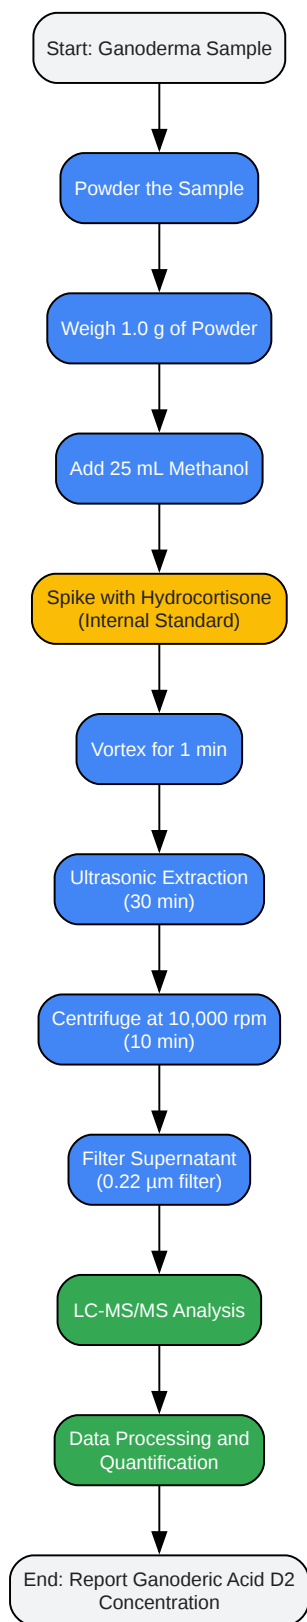 Start: Ganoderma Sample
Powder the Sample
Weigh 1.0 g of Powder
Add 25 mL Methanol
Spike with Hydrocortisone
(Internal Standard)
Vortex for 1 min
Ultrasonic Extraction
(30 min)
Centrifuge at 10,000 rpm
(10 min)
Filter Supernatant
(0.22 µm filter)
LC-MS/MS Analysis
Data Processing and
Quantification
End: Report Ganoderic Acid D2
Concentration